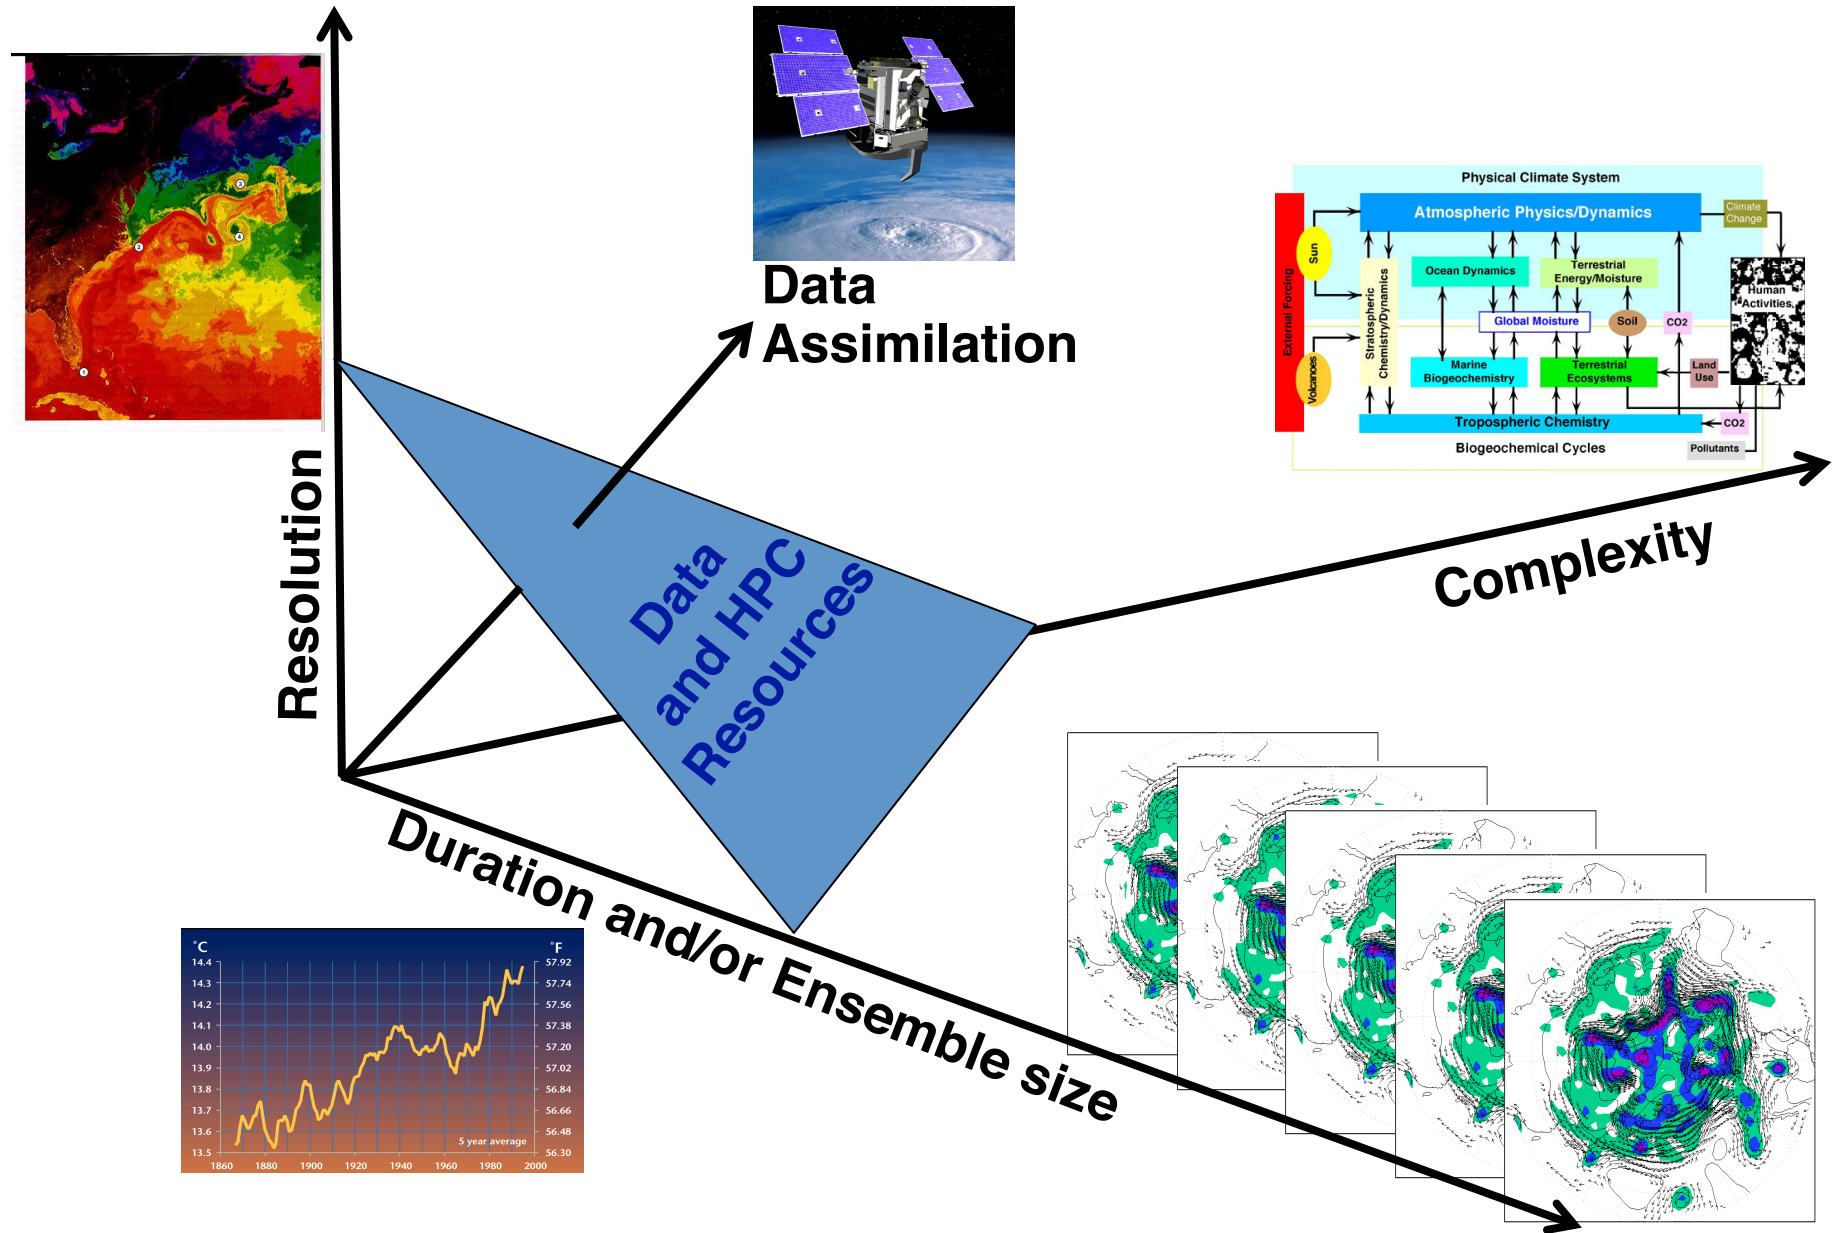 Resolution
1
2
3
4
Data
Assimilation
Data
and HPC
Resources
Complexity
Duration and/or Ensemble size
Physical Climate System
Atmospheric Physics/Dynamics
Climate
Change
External Forcing
Sun
Volcanoes
Stratospheric
Chemistry/Dynamics
Ocean Dynamics
Terrestrial
Energy/Moisture
Global Moisture
Soil
CO2
Human
Activities
Marine
Biogeochemistry
Terrestrial
Ecosystems
Land
Use
Tropospheric Chemistry
CO2
Biogeochemical Cycles
Pollutants
°C
°F
14.4
57.92
14.3
57.74
14.2
57.56
14.1
57.38
14.0
57.20
13.9
57.02
13.8
56.84
13.7
56.66
13.6
56.48
13.5
56.30
5 year average
1860 1880 1900 1920 1940 1960 1980 2000